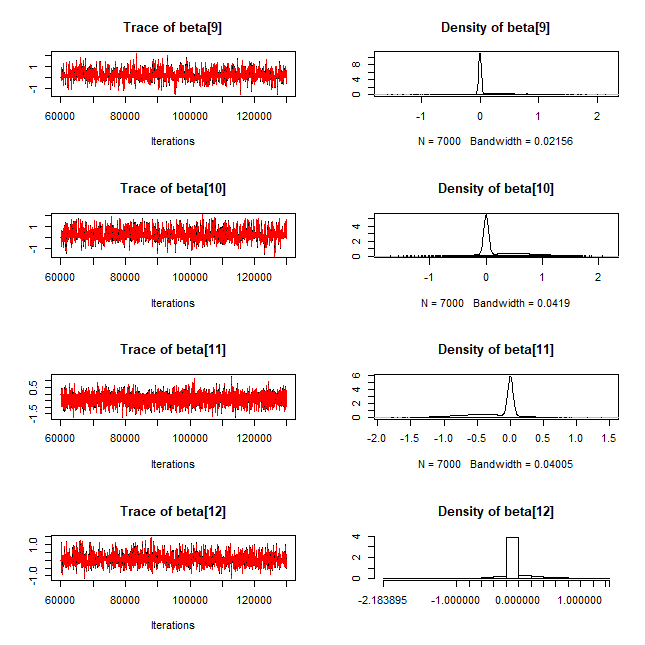 Trace of beta[9]
1
-1
60000 80000 100000 120000
Iterations
Density of beta[9]
8
4
0
-1 0 1 2
N = 7000 Bandwidth = 0.02156
Trace of beta[10]
1
-1
60000 80000 100000 120000
Iterations
Density of beta[10]
4
2
0
-1 0 1 2
N = 7000 Bandwidth = 0.0419
Trace of beta[11]
0.5
-1.5
60000 80000 100000 120000
Iterations
Density of beta[11]
6
4
2
0
-2.0 -1.5 -1.0 -0.5 0.0 0.5 1.0 1.5
N = 7000 Bandwidth = 0.04005
Trace of beta[12]
1.0
-1.0
60000 80000 100000 120000
Iterations
Density of beta[12]
4
2
0
-2.183895 -1.000000 0.000000 1.000000